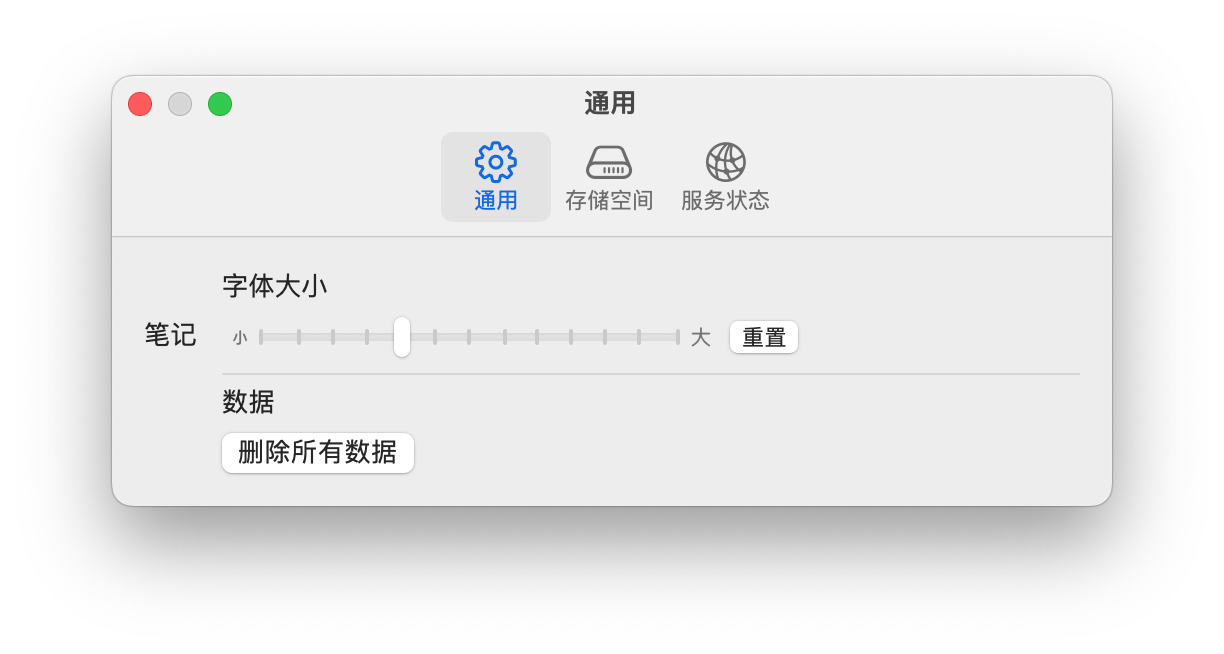 通用
通用 存储空间 服务状态
字体大小
笔记 小 大 重置
数据
删除所有数据